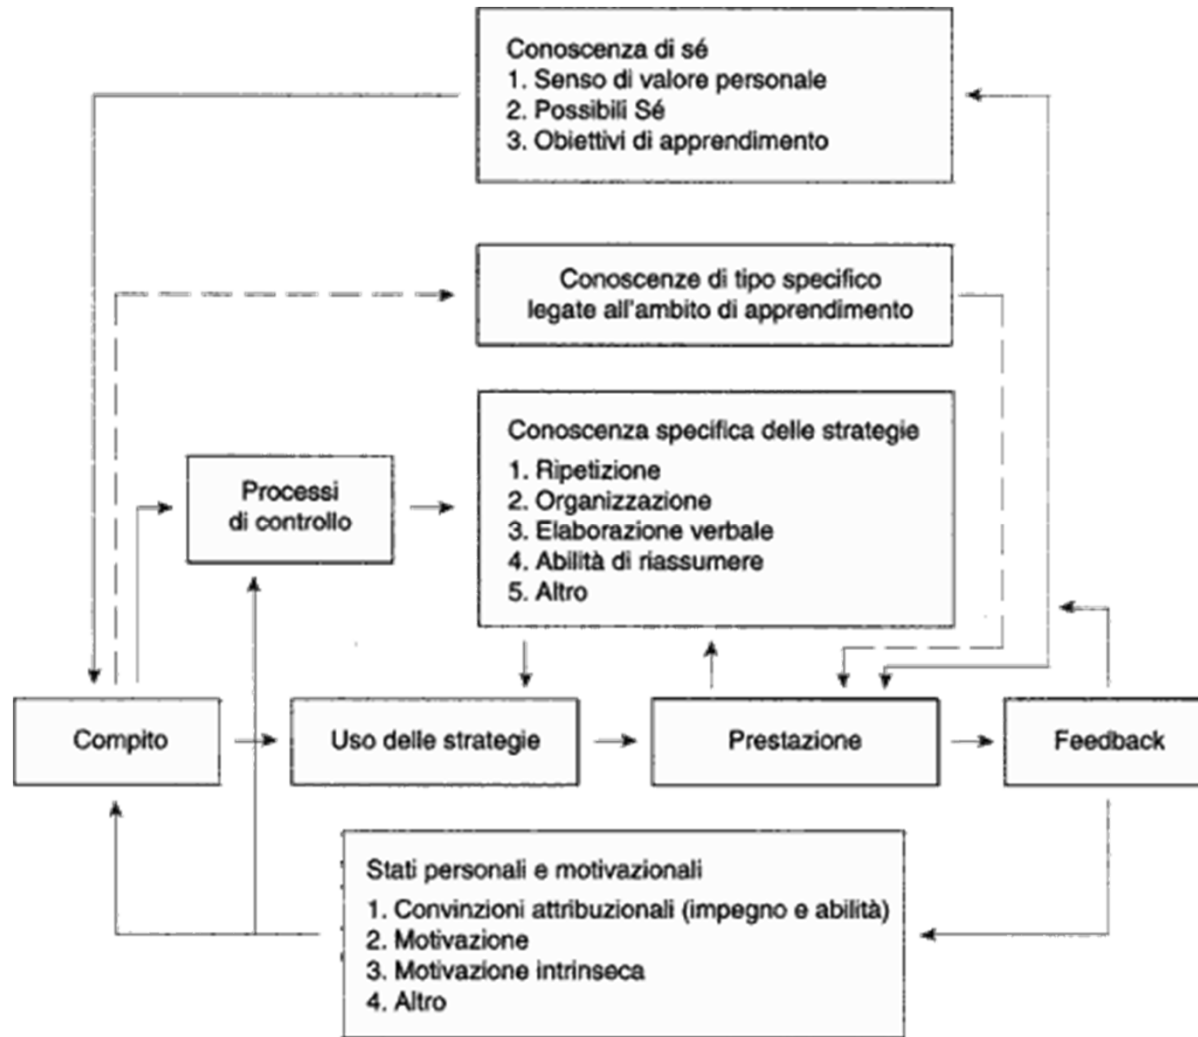 Conoscenza di sé
1. Senso di valore personale
2. Possibili Sé
3. Obiettivi di apprendimento
Conoscenze di tipo specifico
legate all'ambito di apprendimento
Conoscenza specifica delle strategie
1. Ripetizione
2. Organizzazione
3. Elaborazione verbale
4. Abilità di riassumere
5. Altro
Processi
di controllo
Compito
Uso delle strategie
Prestazione
Feedback
Stati personali e motivazionali
1. Convinzioni attribuzionali (impegno e abilità)
2. Motivazione
3. Motivazione intrinseca
4. Altro